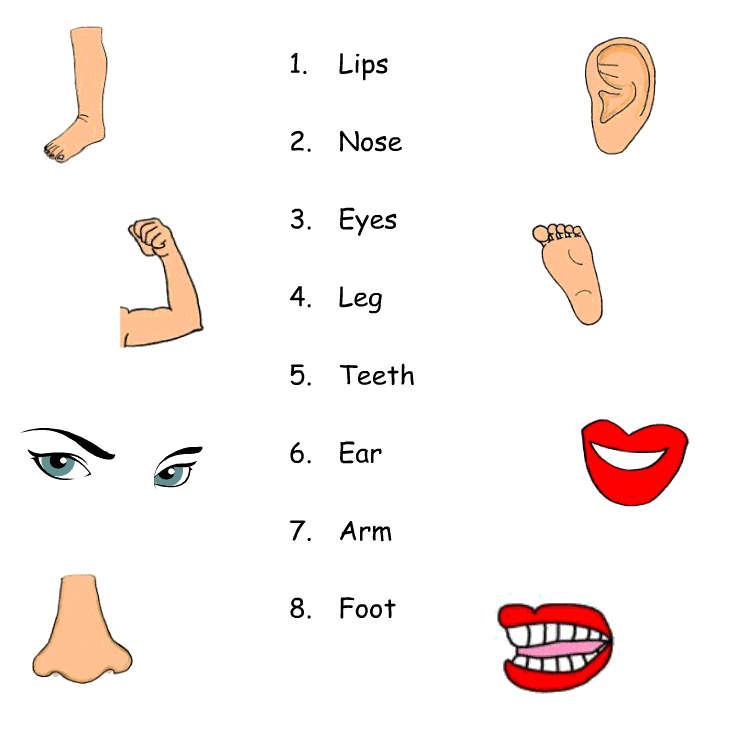 1. Lips
2. Nose
3. Eyes
4. Leg
5. Teeth
6. Ear
7. Arm
8. Foot